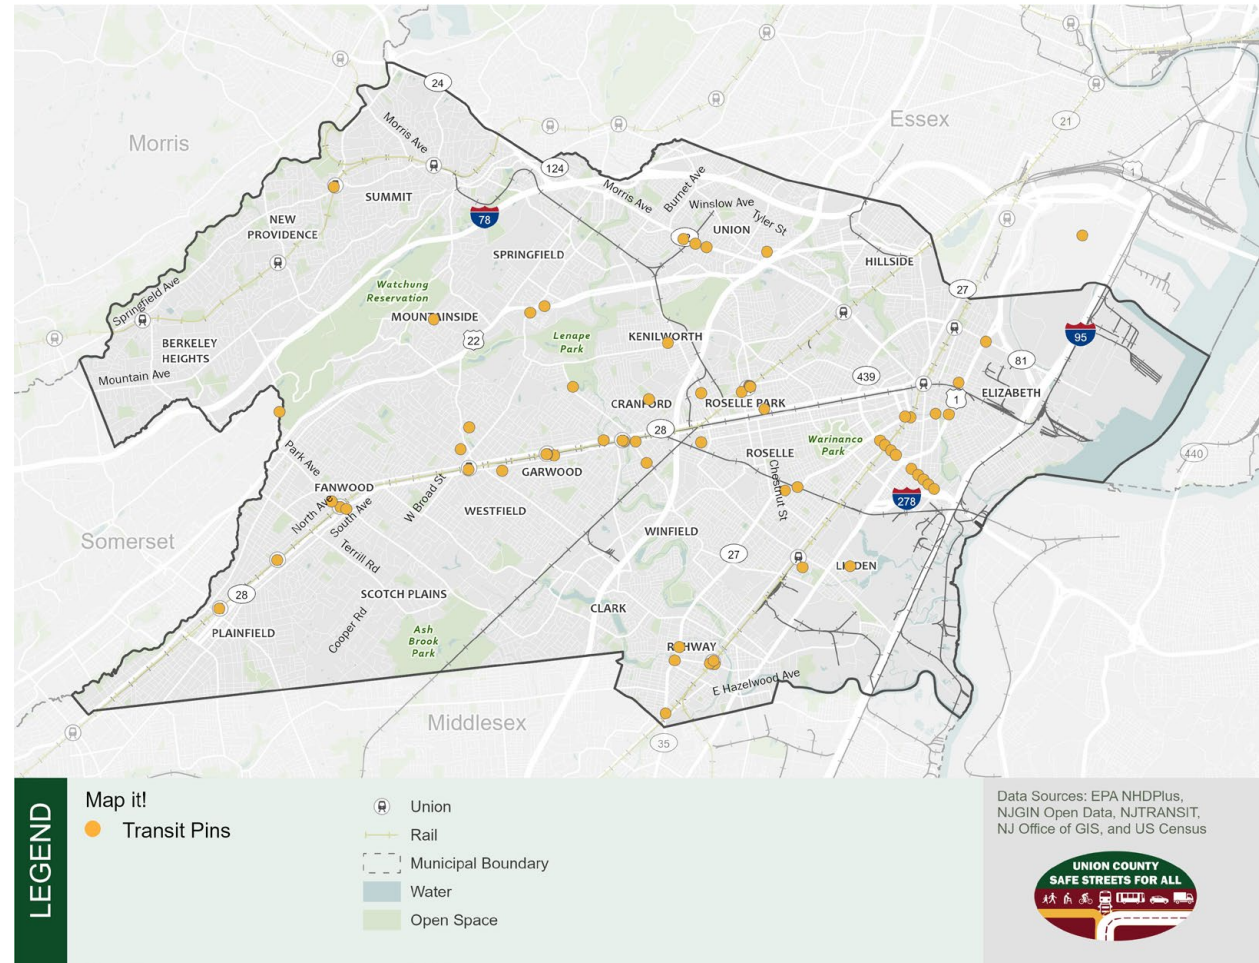 24
Essex
21
Morris
Morris Ave
1
124
SUMMIT
Morris Ave
Burnet Ave
Winslow Ave
NEW
PROVIDENCE
78
UNION
Tyler St
SPRINGFIELD
HILLSIDE
Watchung
Reservation
27
Springfield Ave
MOUNTAINSIDE
22
Lenape
Park
KENILWORTH
95
BERKELEY
HEIGHTS
81
Mountain Ave
439
ELIZABETH
1
CRANFORD
ROSELLE PARK
28
Warinanco
Park
440
Park Ave
ROSELLE
GARWOOD
Chestnut St
FANWOOD
North Ave
South Ave
W Broad St
WESTFIELD
278
Somerset
WINFIELD
Terrill Rd
27
LINDEN
28
SCOTCH PLAINS
CLARK
PLAINFIELD
Cooper Rd
Ash
Brook
Park
RAHWAY
E Hazelwood Ave
Middlesex
35
LEGEND
Map it!
Transit Pins
Union
Rail
Municipal Boundary
Water
Open Space
Data Sources: EPA NHDPlus,
NJGIN Open Data, NJTRANSIT,
NJ Office of GIS, and US Census
UNION COUNTY
SAFE STREETS FOR ALL